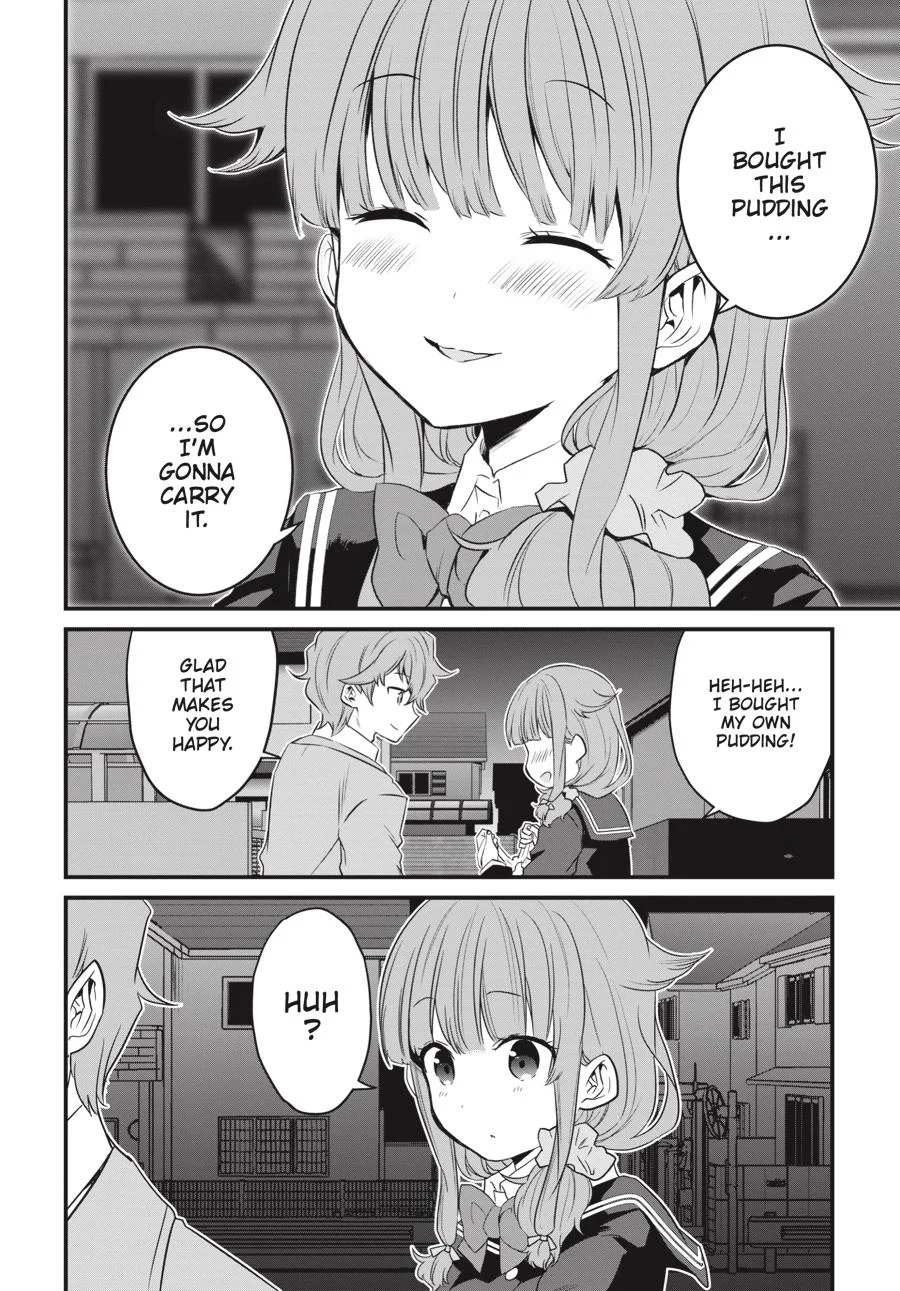 I
BOUGHT
THIS
PUDDING
...
...SO
I'M
GONNA
CARRY
IT.
HEH-HEH...
I BOUGHT
MY OWN
PUDDING!
GLAD
THAT
MAKES
YOU
HAPPY.
HUH
?